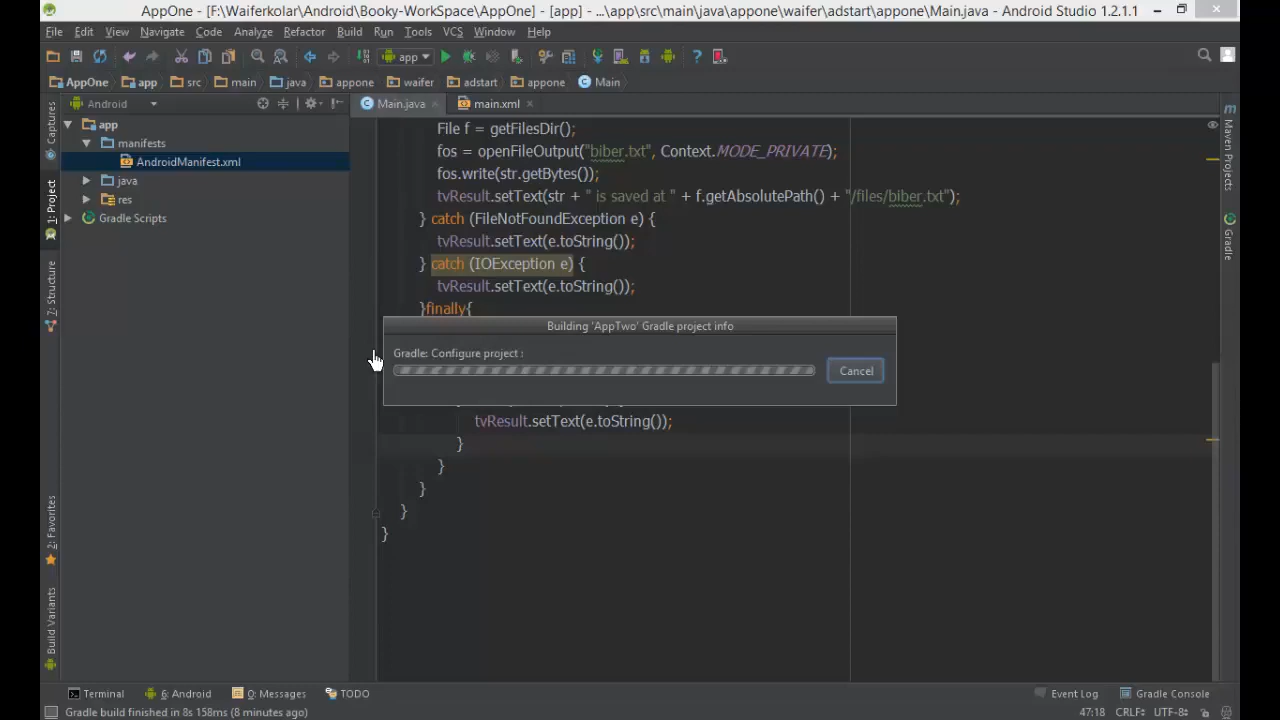 AppOne - [F:\Waiferkolar\Android\Booky-WorkSpace\AppOne] - [app] - ...\app\src\main\java\appone\waifer\adstart\appone\Main.java - Android Studio 1.2.1.1
File Edit View Navigate Code Analyze Refactor Build Run Tools VCS Window Help
app
AppOne app src main java appone waifer adstart appone Main
Android
Main.java main.xml
app
manifests
AndroidManifest.xml
java
res
Gradle Scripts
Captures
1: Project
7: Structure
2: Favorites
Build Variants
Maven Projects
Gradle
File f = getFilesDir();
fos = openFileOutput("biber.txt", Context.MODE_PRIVATE);
fos.write(str.getBytes());
tvResult.setText(str + " is saved at " + f.getAbsolutePath() + "/files/biber.txt");
} catch (FileNotFoundException e) {
tvResult.setText(e.toString());
} catch (IOException e) {
tvResult.setText(e.toString());
}finally{
Building 'AppTwo' Gradle project info
Gradle: Configure project :
Cancel
tvResult.setText(e.toString());
}
}
}
}
}
Terminal 6: Android 0: Messages TODO Event Log Gradle Console
Gradle build finished in 8s 158ms (8 minutes ago) 47:18 CRLF÷ UTF-8÷